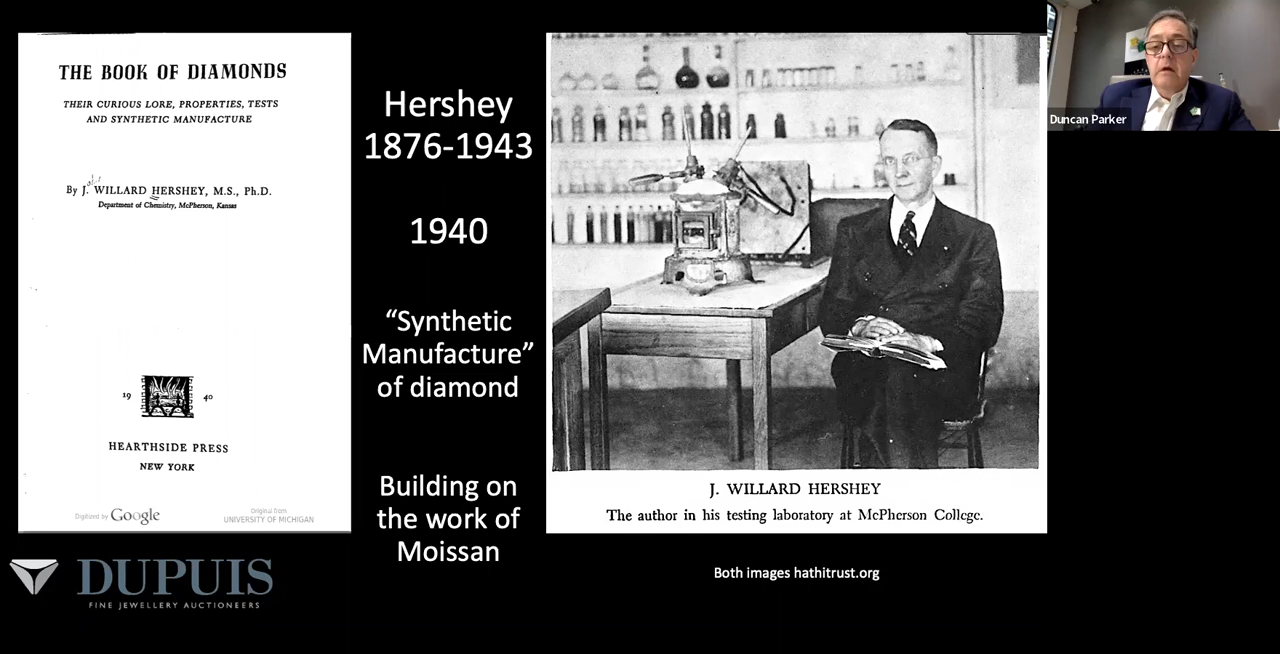 THE BOOK OF DIAMONDS
THEIR CURIOUS LORE, PROPERTIES, TESTS
AND SYNTHETIC MANUFACTURE
By J. WILLARD HERSHEY, M.S., Ph.D.
Department of Chemistry, McPherson, Kansas
19 40
HEARTHSIDE PRESS
NEW YORK
Digitized by Google
Original from
UNIVERSITY OF MICHIGAN
DUPUIS
FINE JEWELLERY AUCTIONEERS
Hershey
1876-1943
1940
“Synthetic
Manufacture”
of diamond
Building on
the work of
Moissan
J. WILLARD HERSHEY
The author in his testing laboratory at McPherson College.
Both images hathitrust.org
Duncan Parker